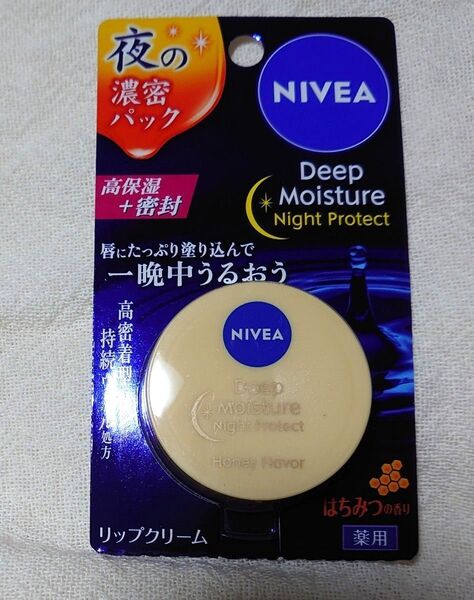 夜の
濃密
パック
NIVEA
Deep
Moisture
Night Protect
高保湿
+密封
唇にたっぷり塗り込んで
一晩中うるおう
高密着
持続
処方
NIVEA
Deep
Moisture
Night Protect
Honey Flavor
はちみつの香り
リップクリーム
薬用